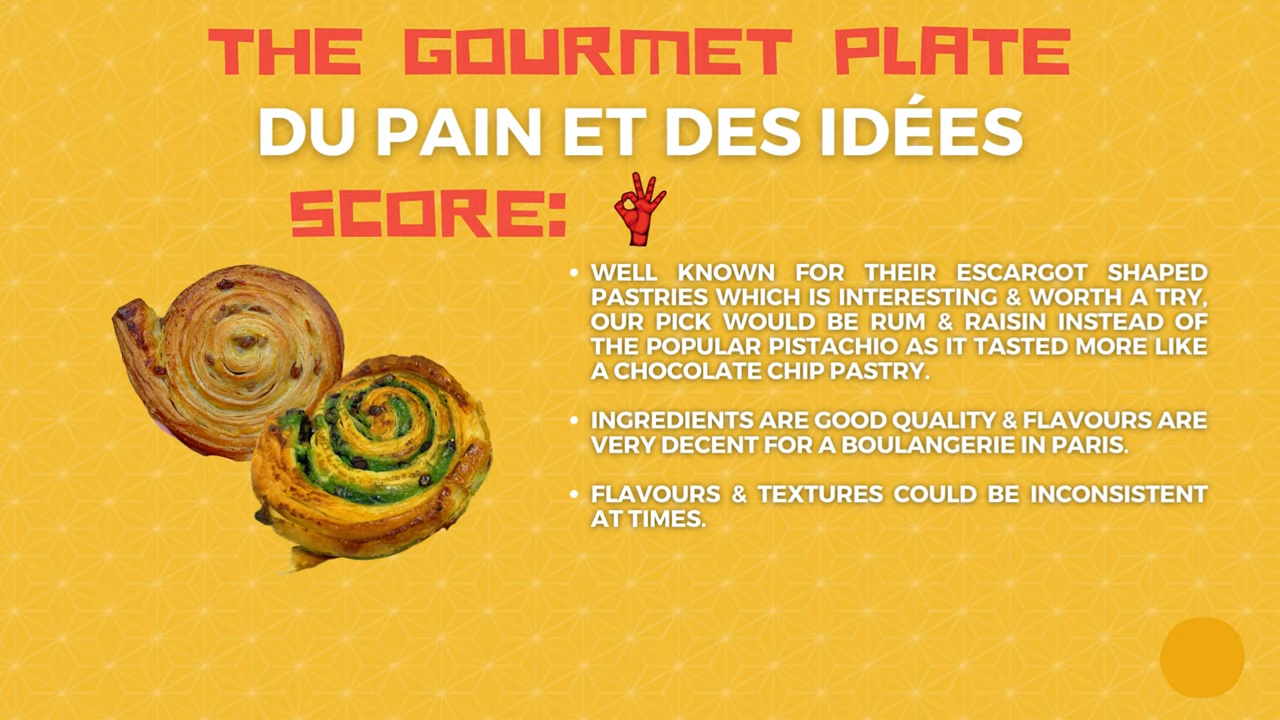 THE GOURMET PLATE
DU PAIN ET DES IDÉES
SCORE:
• WELL KNOWN FOR THEIR ESCARGOT SHAPED
PASTRIES WHICH IS INTERESTING & WORTH A TRY,
OUR PICK WOULD BE RUM & RAISIN INSTEAD OF
THE POPULAR PISTACHIO AS IT TASTED MORE LIKE
A CHOCOLATE CHIP PASTRY.
• INGREDIENTS ARE GOOD QUALITY & FLAVOURS ARE
VERY DECENT FOR A BOULANGERIE IN PARIS.
• FLAVOURS & TEXTURES COULD BE INCONSISTENT
AT TIMES.